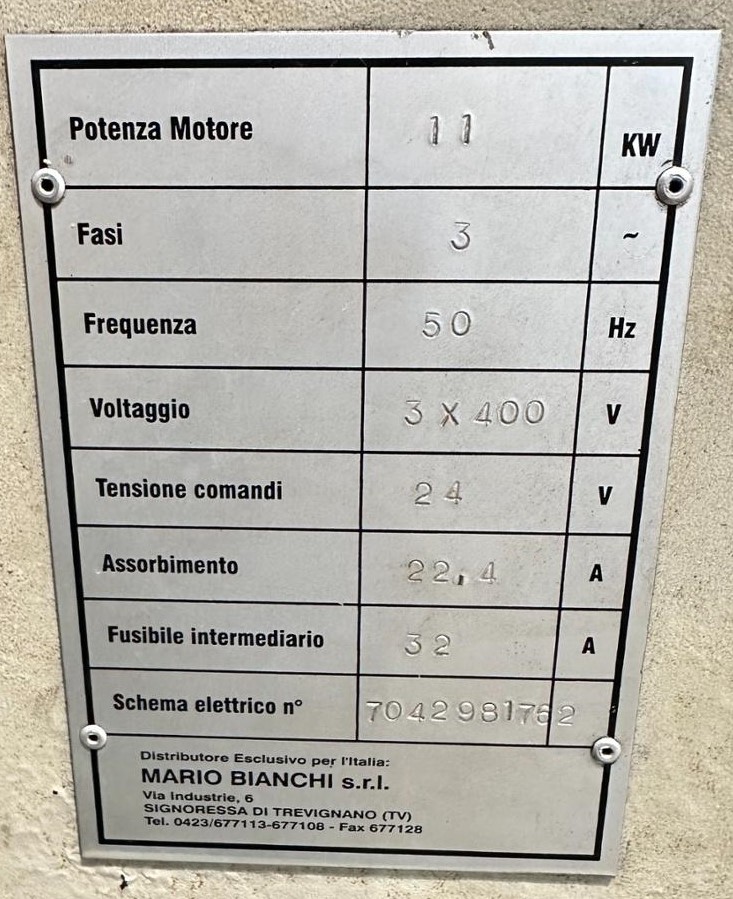 Potenza Motore 11 KW
Fasi 3 ~
Frequenza 50 Hz
Voltaggio 3 X 400 V
Tensione comandi 24 V
Assorbimento 22,4 A
Fusibile intermediario 32 A
Schema elettrico n° 7042981762
Distributore Esclusivo per l'Italia:
MARIO BIANCHI s.r.l.
Via Industrie, 6
SIGNORESSA DI TREVIGNANO (TV)
Tel. 0423/677113-677108 - Fax 677128